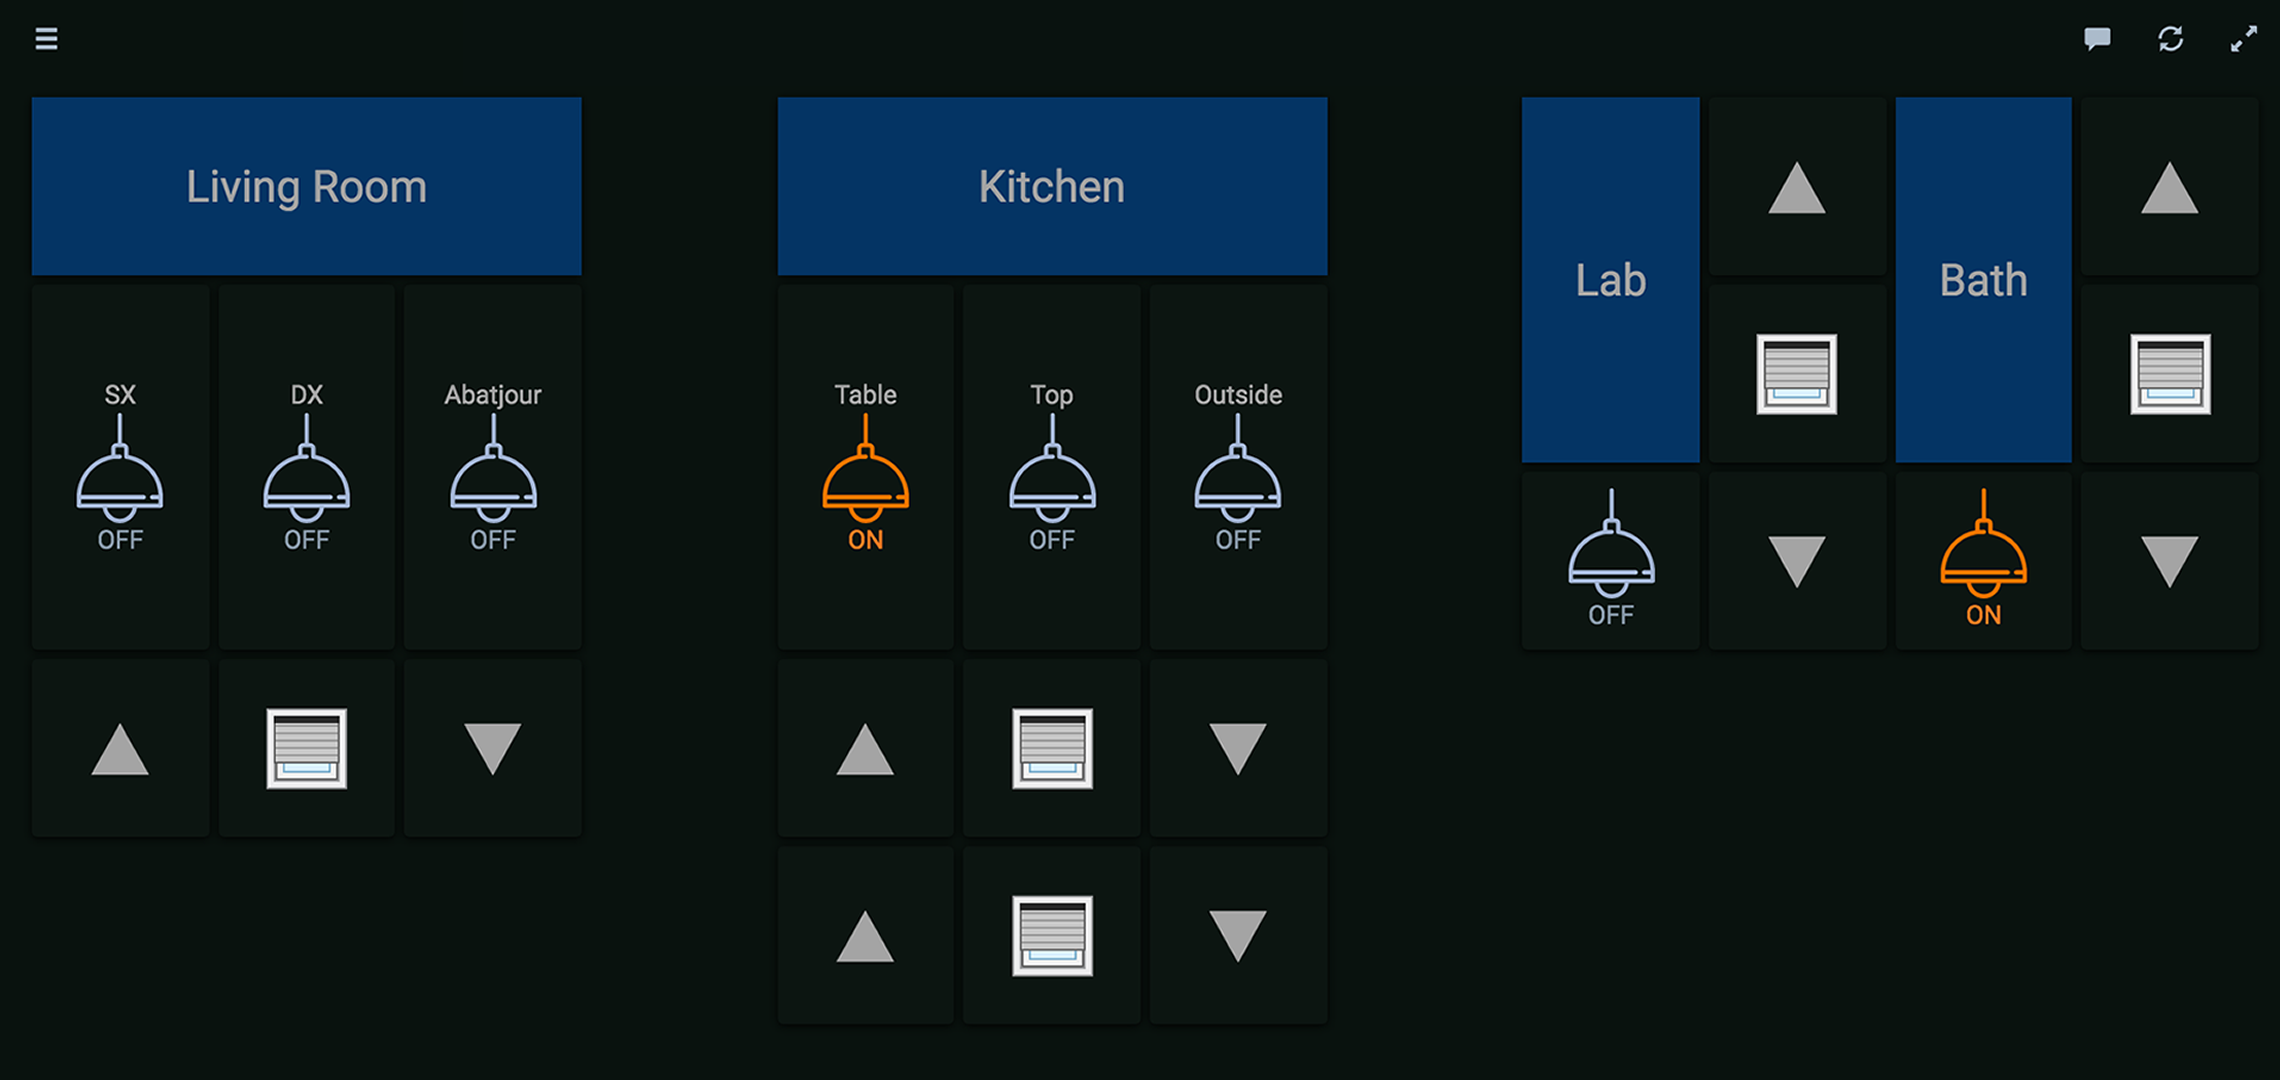 Living Room
SX
OFF
DX
OFF
Abatjour
OFF
Kitchen
Table
ON
Top
OFF
Outside
OFF
Lab
OFF
Bath
ON